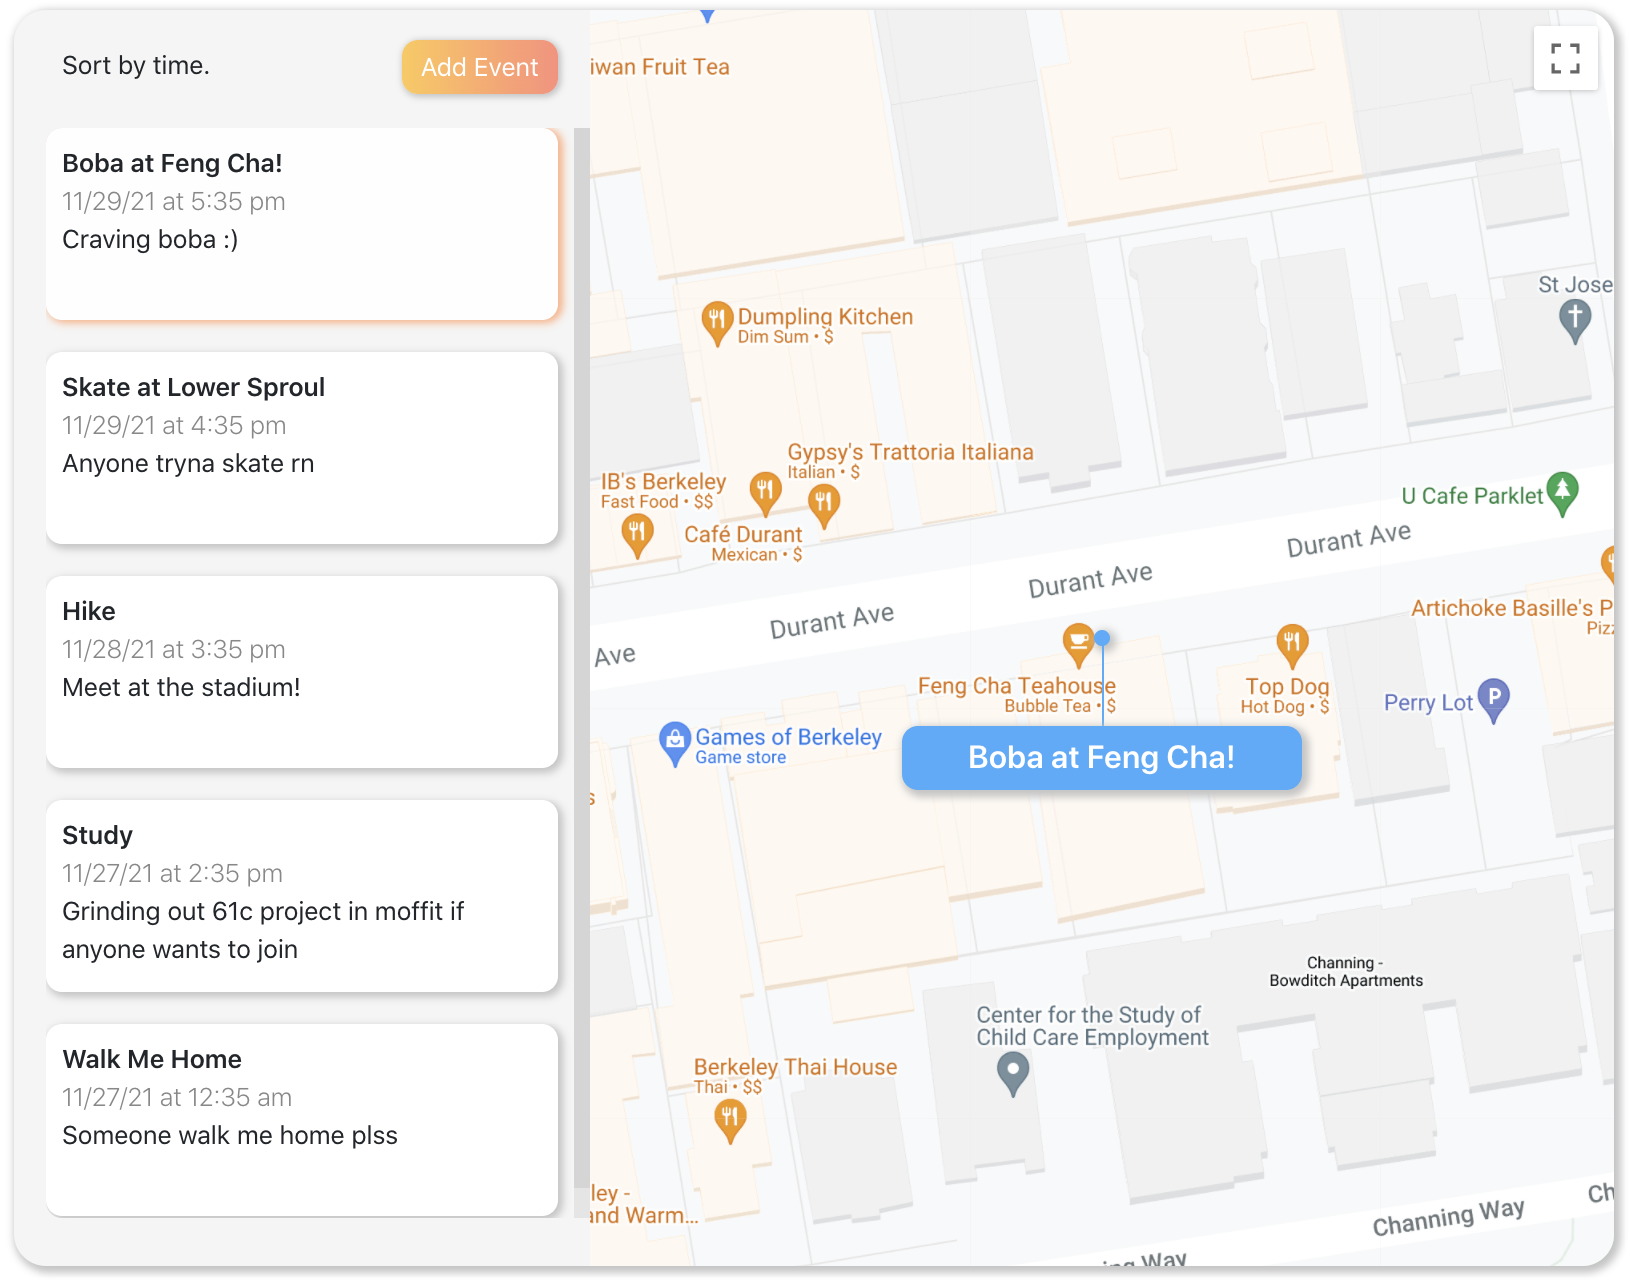 Sort by time.
Add Event
Boba at Feng Cha!
11/29/21 at 5:35 pm
Craving boba :)
Skate at Lower Sproul
11/29/21 at 4:35 pm
Anyone tryna skate rn
Hike
11/28/21 at 3:35 pm
Meet at the stadium!
Study
11/27/21 at 2:35 pm
Grinding out 61c project in moffit if
anyone wants to join
Walk Me Home
11/27/21 at 12:35 am
Someone walk me home plss
iwan Fruit Tea
St Jose
Dumpling Kitchen
Dim Sum • $
Gypsy's Trattoria Italiana
Italian • $
IB's Berkeley
Fast Food • $$
Café Durant
Mexican • $
U Cafe Parklet
Durant Ave
Durant Ave
Durant Ave
Ave
Artichoke Basille's P
Pizz
Feng Cha Teahouse
Bubble Tea • $
Top Dog
Hot Dog • $
Perry Lot
P
Games of Berkeley
Game store
Boba at Feng Cha!
s
Channing -
Bowditch Apartments
Center for the Study of
Child Care Employment
Berkeley Thai House
Thai • $$
ley -
and Warm...
Channing Way
Ch
ng Way